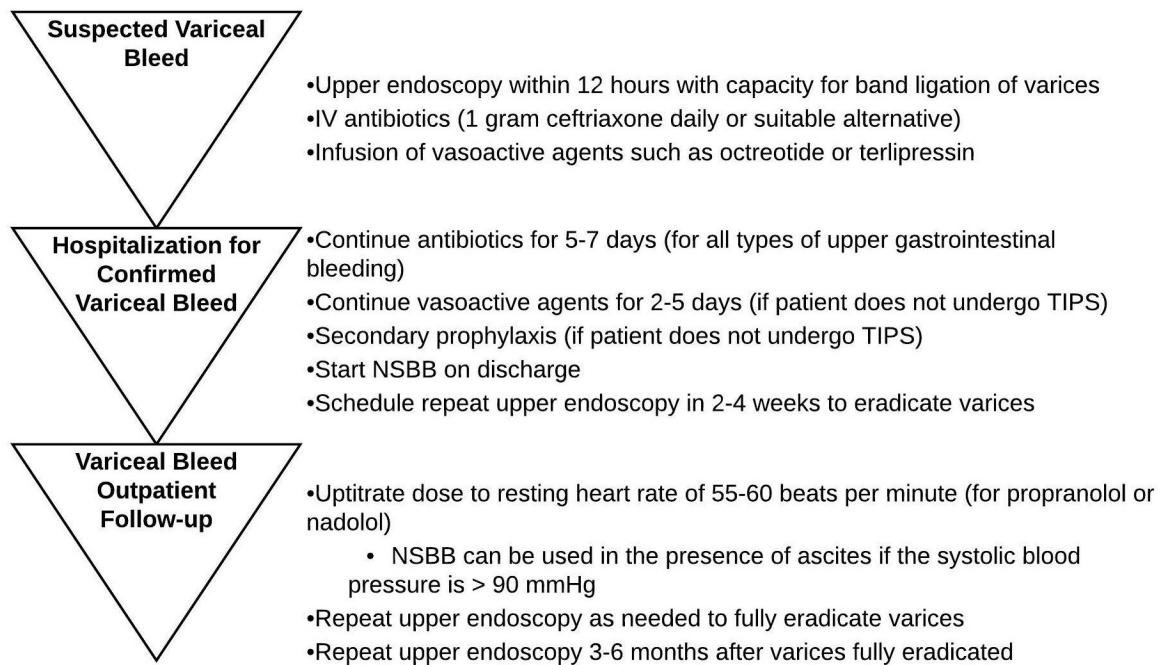 Suspected Variceal
Bleed
•Upper endoscopy within 12 hours with capacity for band ligation of varices
•IV antibiotics (1 gram ceftriaxone daily or suitable alternative)
•Infusion of vasoactive agents such as octreotide or terlipressin
Hospitalization for
Confirmed
Variceal Bleed
•Continue antibiotics for 5-7 days (for all types of upper gastrointestinal
bleeding)
•Continue vasoactive agents for 2-5 days (if patient does not undergo TIPS)
•Secondary prophylaxis (if patient does not undergo TIPS)
•Start NSBB on discharge
•Schedule repeat upper endoscopy in 2-4 weeks to eradicate varices
Variceal Bleed
Outpatient
Follow-up
•Uptitrate dose to resting heart rate of 55-60 beats per minute (for propranolol or
nadolol)
• NSBB can be used in the presence of ascites if the systolic blood
pressure is > 90 mmHg
•Repeat upper endoscopy as needed to fully eradicate varices
•Repeat upper endoscopy 3-6 months after varices fully eradicated